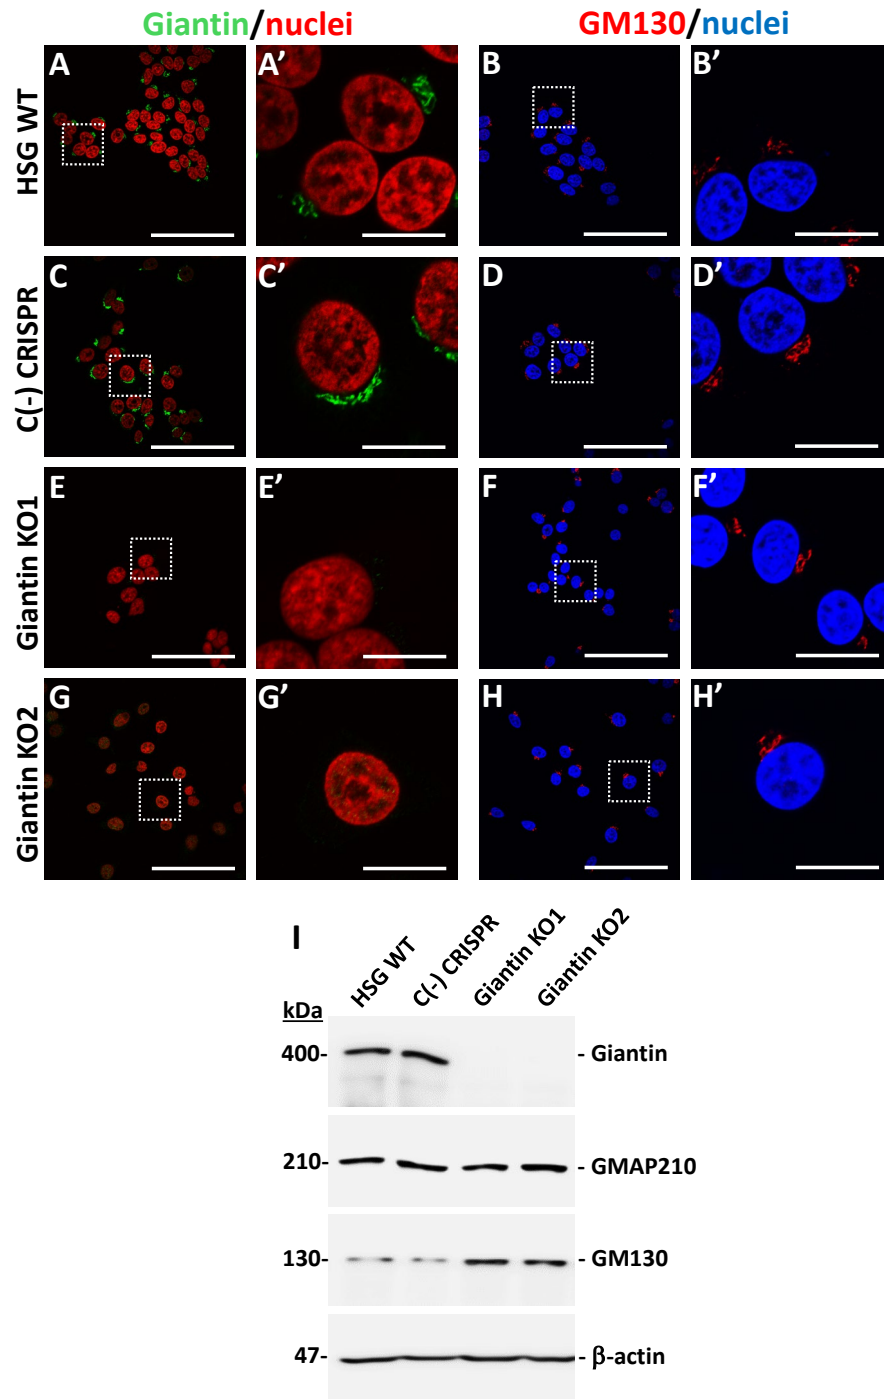 Giantin/nuclei GM130/nuclei
HSG WT
A A′ B B′
C(-) CRISPR
C C′ D D′
Giantin KO1
E E′ F F′
Giantin KO2
G G′ H H′
I
HSG WT C(-) CRISPR Giantin KO1 Giantin KO2
kDa
400- - Giantin
210- - GMAP210
130- - GM130
47- - β-actin